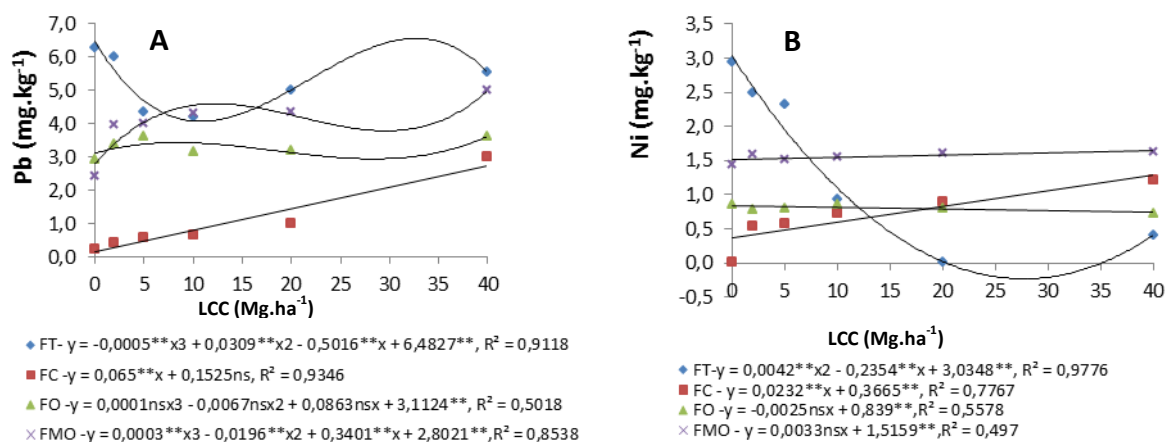 A
Pb (mg.kg⁻¹)
7,0
6,0
5,0
4,0
3,0
2,0
1,0
0,0
0 5 10 15 20 25 30 35 40
LCC (Mg.ha⁻¹)
FT- y = -0,0005**x3 + 0,0309**x2 - 0,5016**x + 6,4827**, R² = 0,9118
FC -y = 0,065**x + 0,1525ns, R² = 0,9346
FO -y = 0,0001nsx3 - 0,0067nsx2 + 0,0863nsx + 3,1124**, R² = 0,5018
FMO -y = 0,0003**x3 - 0,0196**x2 + 0,3401**x + 2,8021**, R² = 0,8538
B
Ni (mg.kg⁻¹)
3,5
3,0
2,5
2,0
1,5
1,0
0,5
0,0
-0,5
0 5 10 15 20 25 30 35 40
LCC (Mg.ha⁻¹)
FT-y = 0,0042**x2 - 0,2354**x + 3,0348**, R² = 0,9776
FC - y = 0,0232**x + 0,3665**, R² = 0,7767
FO -y = -0,0025nsx + 0,839**, R² = 0,5578
FMO - y = 0,0033nsx + 1,5159**, R² = 0,497